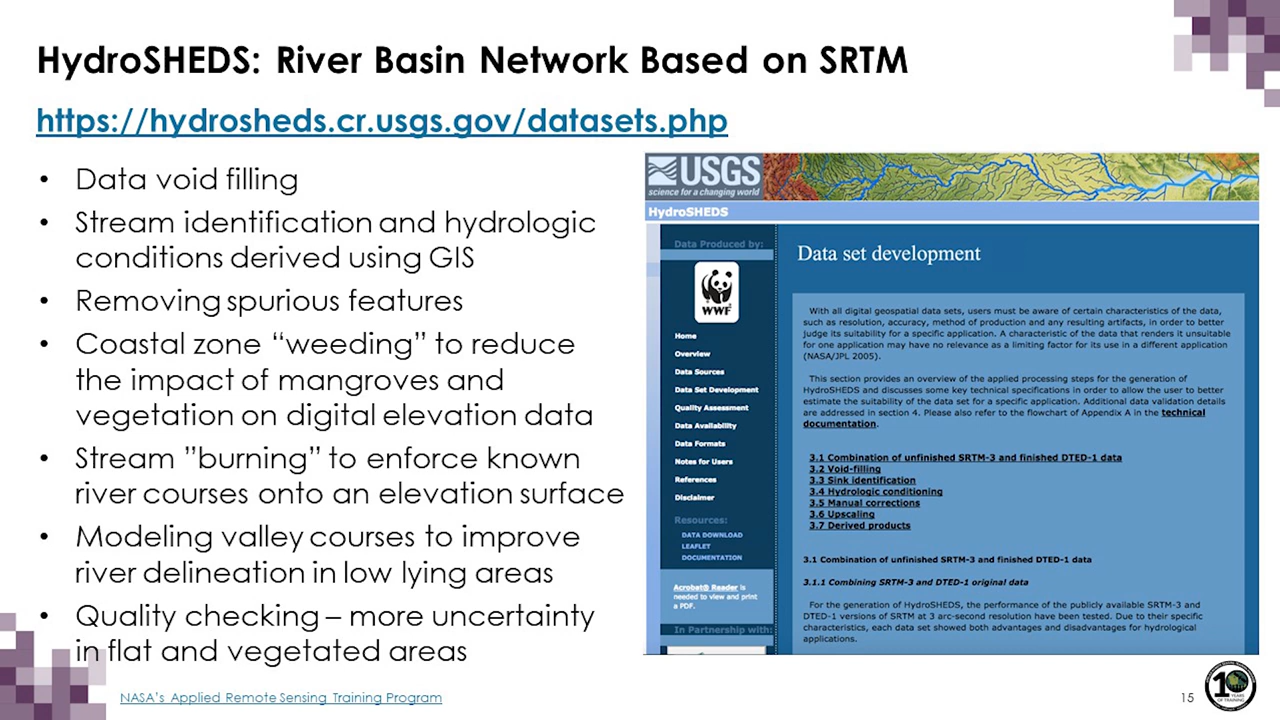 HydroSHEDS: River Basin Network Based on SRTM
https://hydrosheds.cr.usgs.gov/datasets.php
• Data void filling
• Stream identification and hydrologic
conditions derived using GIS
• Removing spurious features
• Coastal zone “weeding” to reduce
the impact of mangroves and
vegetation on digital elevation data
• Stream ”burning” to enforce known
river courses onto an elevation surface
• Modeling valley courses to improve
river delineation in low lying areas
• Quality checking – more uncertainty
in flat and vegetated areas
USGS
science for a changing world
HydroSHEDS
Data Produced by:
WWF
Home
Overview
Data Sources
Data Set Development
Quality Assessment
Data Availability
Data Formats
Notes for Users
References
Disclaimer
Resources:
DATA DOWNLOAD
LEAFLET
DOCUMENTATION
Acrobat® Reader is
needed to view and print
a PDF.
In Partnership with:
Data set development
With all digital geospatial data sets, users must be aware of certain characteristics of the data,
such as resolution, accuracy, method of production and any resulting artifacts, in order to better
judge its suitability for a specific application. A characteristic of the data that renders it unsuitable
for one application may have no relevance as a limiting factor for its use in a different application
(NASA/JPL 2005).
This section provides an overview of the applied processing steps for the generation of
HydroSHEDS and discusses some key technical specifications in order to allow the user to better
estimate the suitability of the data set for a specific application. Additional data validation details
are addressed in section 4. Please also refer to the flowchart of Appendix A in the technical
documentation.
3.1 Combination of unfinished SRTM-3 and finished DTED-1 data
3.2 Void-filling
3.3 Sink identification
3.4 Hydrologic conditioning
3.5 Manual corrections
3.6 Upscaling
3.7 Derived products
3.1 Combination of unfinished SRTM-3 and finished DTED-1 data
3.1.1 Combining SRTM-3 and DTED-1 original data
For the generation of HydroSHEDS, the performance of the publicly available SRTM-3 and
DTED-1 versions of SRTM at 3 arc-second resolution have been tested. Due to their specific
characteristics, each data set showed both advantages and disadvantages for hydrological
applications.
NASA’s Applied Remote Sensing Training Program
15
10
YEARS
OF TRAINING